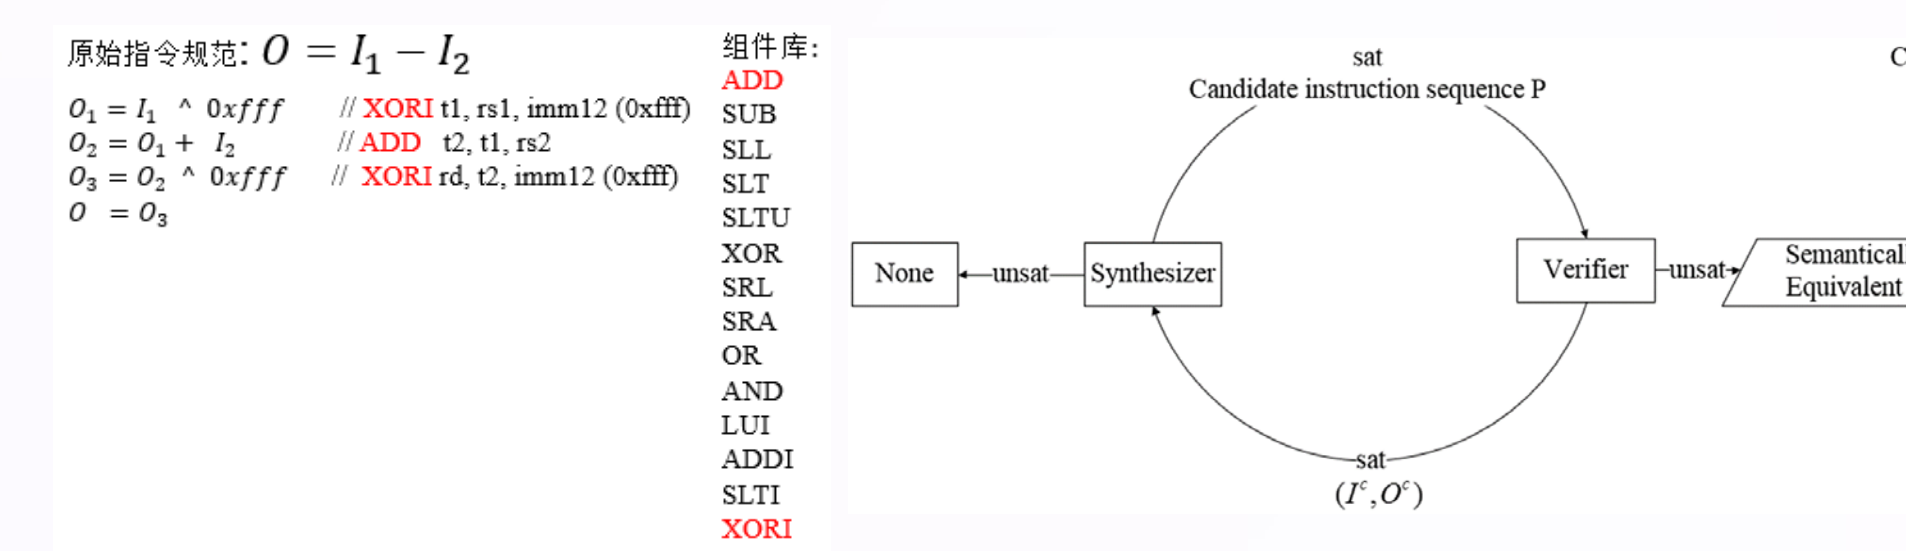 原始指令规范: O = I₁ − I₂
O₁ = I₁ ^ 0xfff // XORI t1, rs1, imm12 (0xfff)
O₂ = O₁ + I₂ // ADD t2, t1, rs2
O₃ = O₂ ^ 0xfff // XORI rd, t2, imm12 (0xfff)
O = O₃
组件库:
ADD
SUB
SLL
SLT
SLTU
XOR
SRL
SRA
OR
AND
LUI
ADDI
SLTI
XORI
sat
Candidate instruction sequence P
C
None
unsat
Synthesizer
Verifier
unsat
Semantical
Equivalent
sat
(Iᶜ,Oᶜ)